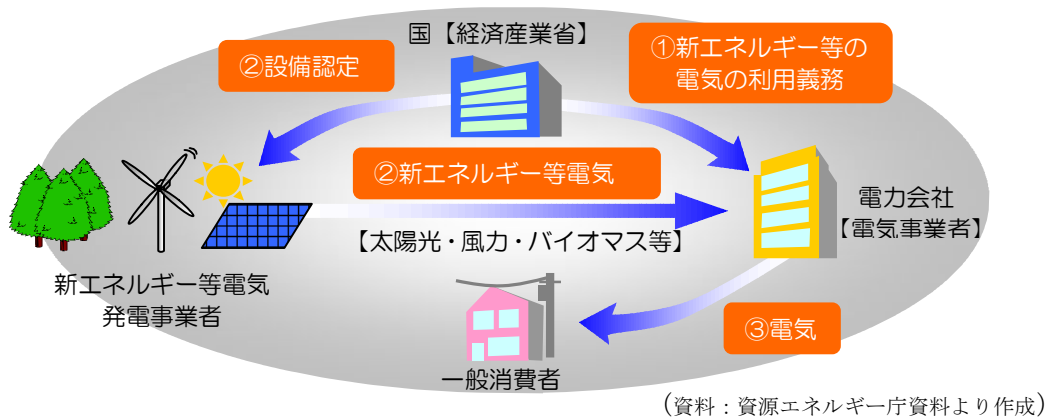 国【経済産業省】
①新エネルギー等の
電気の利用義務
②設備認定
②新エネルギー等電気
【太陽光・風力・バイオマス等】
電力会社
【電気事業者】
新エネルギー等電気
発電事業者
③電気
一般消費者
(資料：資源エネルギー庁資料より作成)